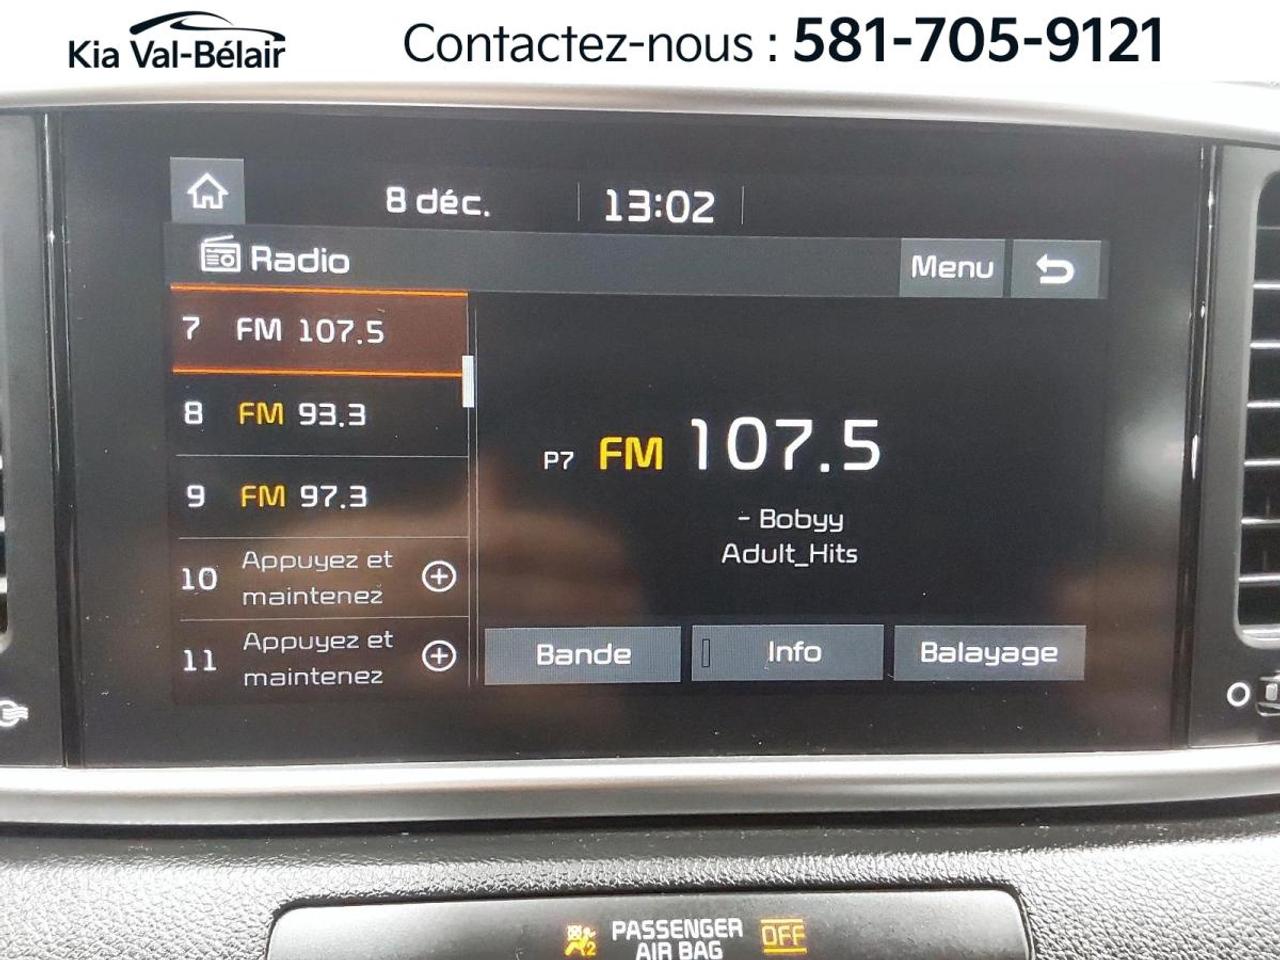 Kia Val-Bélair
Contactez-nous : 581-705-9121
8 déc.
13:02
Radio
Menu
7 FM 107.5
8 FM 93.3
9 FM 97.3
10 Appuyez et
maintenez
11 Appuyez et
maintenez
P7 FM 107.5
- Bobyy
Adult_Hits
Bande
Info
Balayage
PASSENGER
AIR BAG
OFF
2